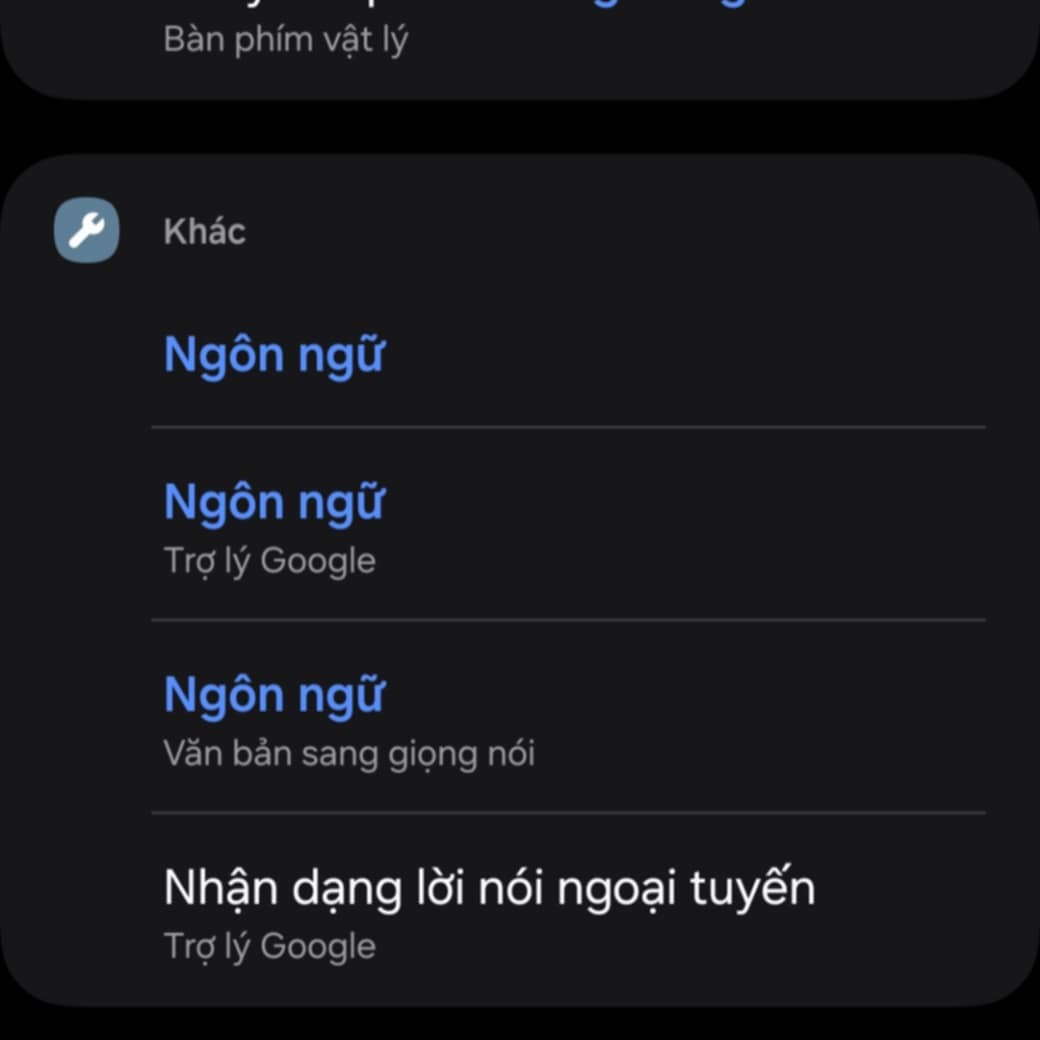 Bàn phím vật lý
Khác
Ngôn ngữ
Ngôn ngữ
Trợ lý Google
Ngôn ngữ
Văn bản sang giọng nói
Nhận dạng lời nói ngoại tuyến
Trợ lý Google